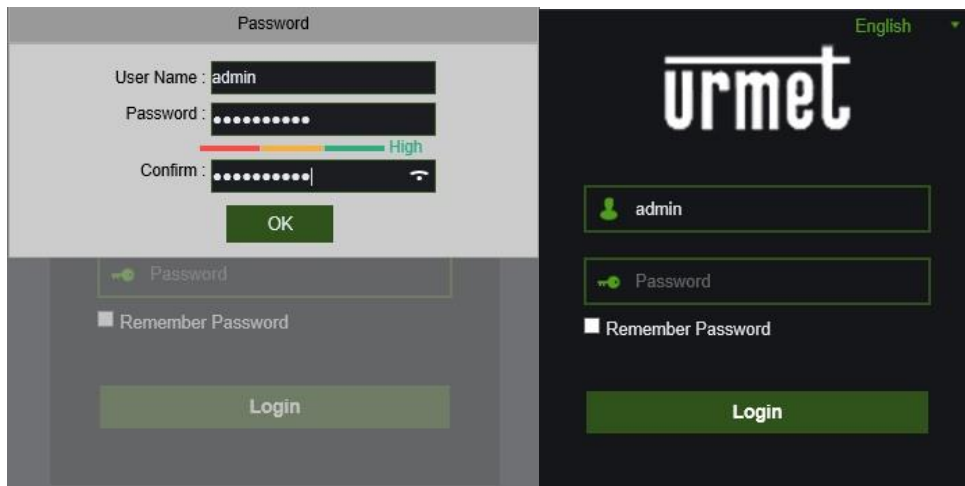 Password
User Name : admin
Password : ●●●●●●●●●●
High
Confirm : ●●●●●●●●●●
OK
Password
Remember Password
Login
English
urmet
admin
Password
Remember Password
Login